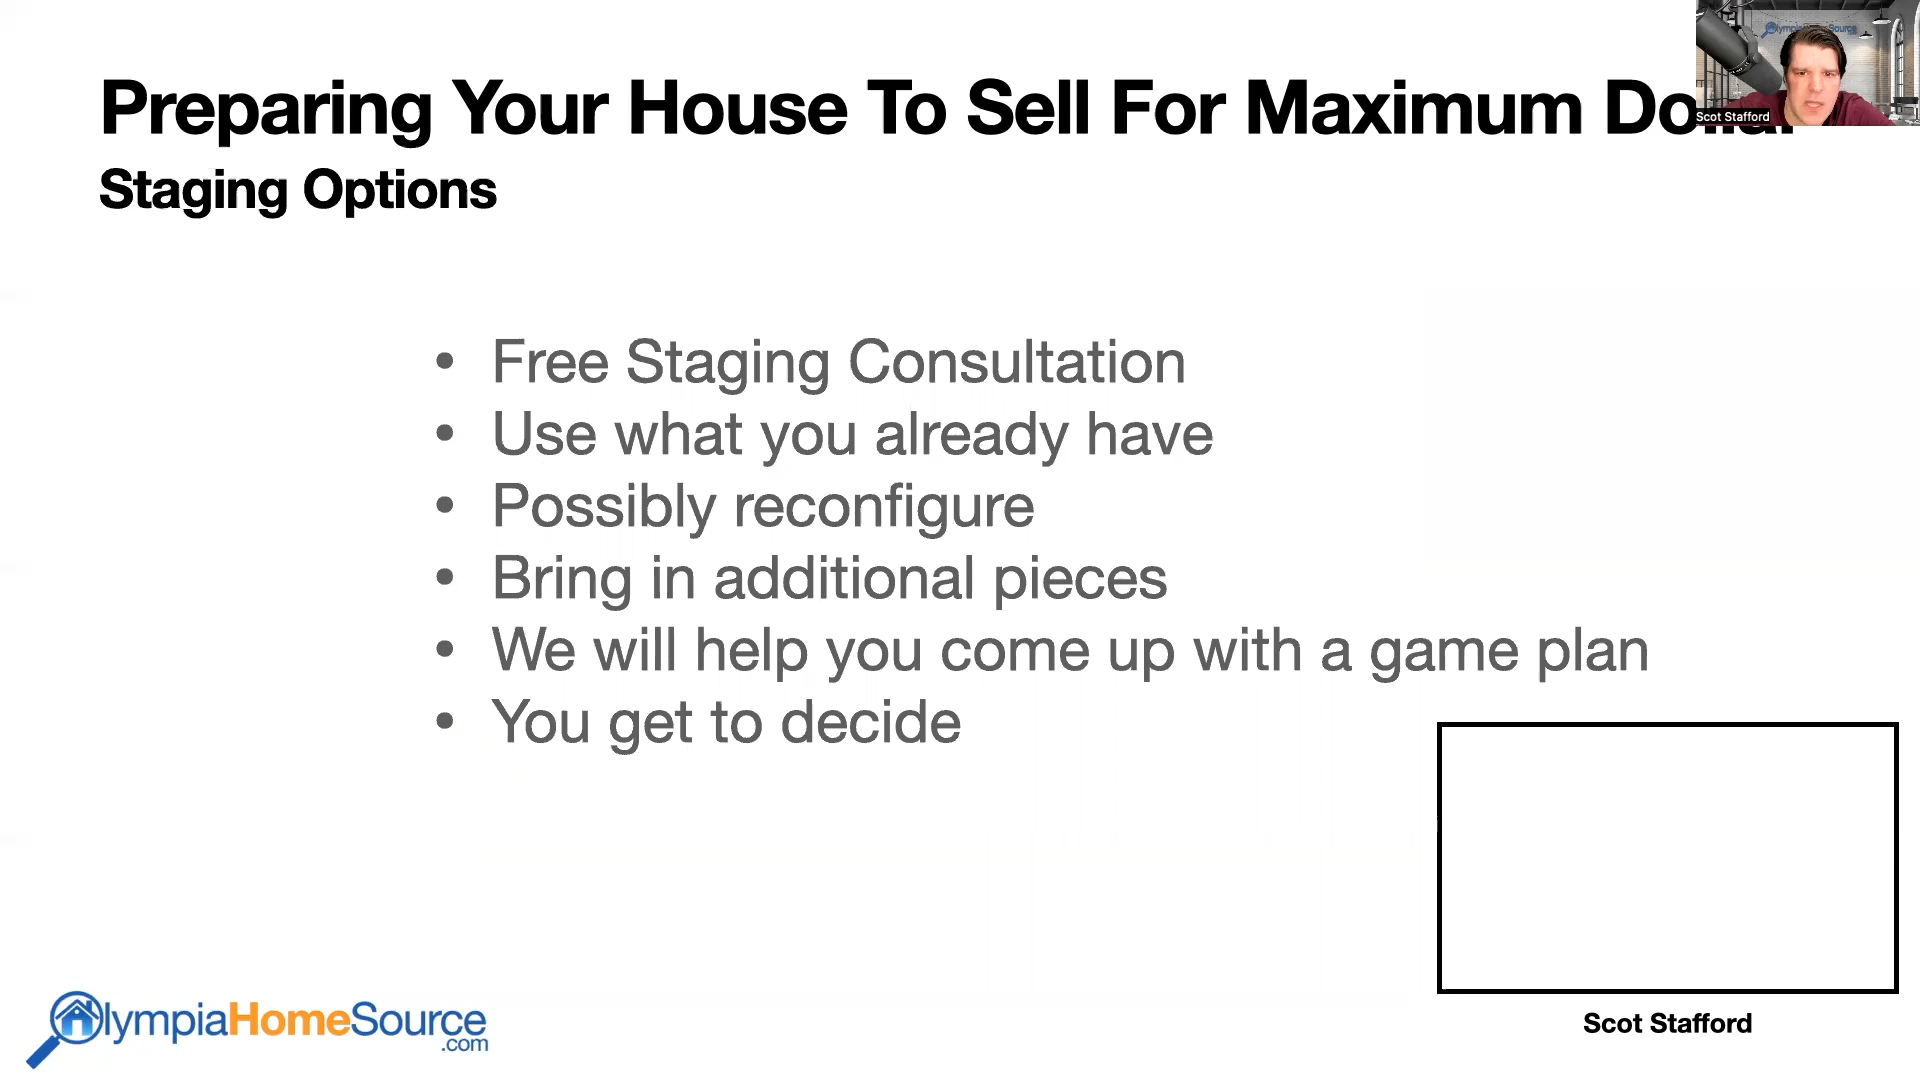 Preparing Your House To Sell For Maximum
Staging Options
Scot Stafford
• Free Staging Consultation
• Use what you already have
• Possibly reconfigure
• Bring in additional pieces
• We will help you come up with a game plan
• You get to decide
OlympiaHomeSource
.com
Scot Stafford